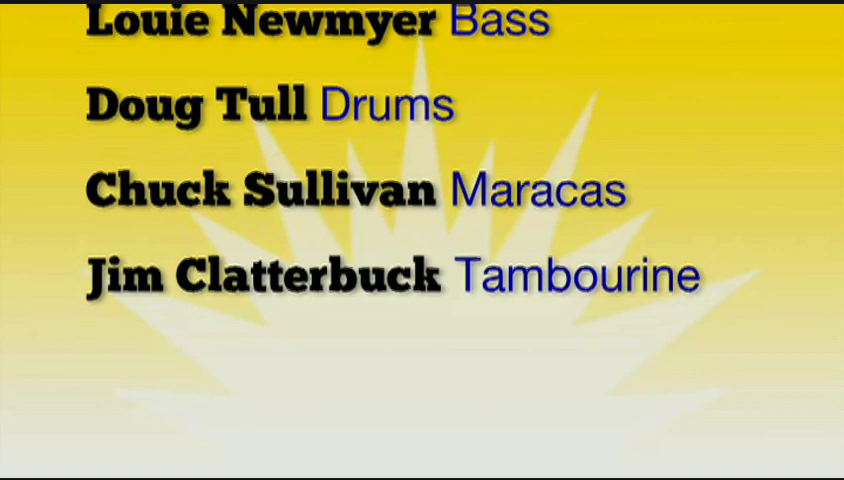 Louie Newmyer Bass
Doug Tull Drums
Chuck Sullivan Maracas
Jim Clatterbuck Tambourine